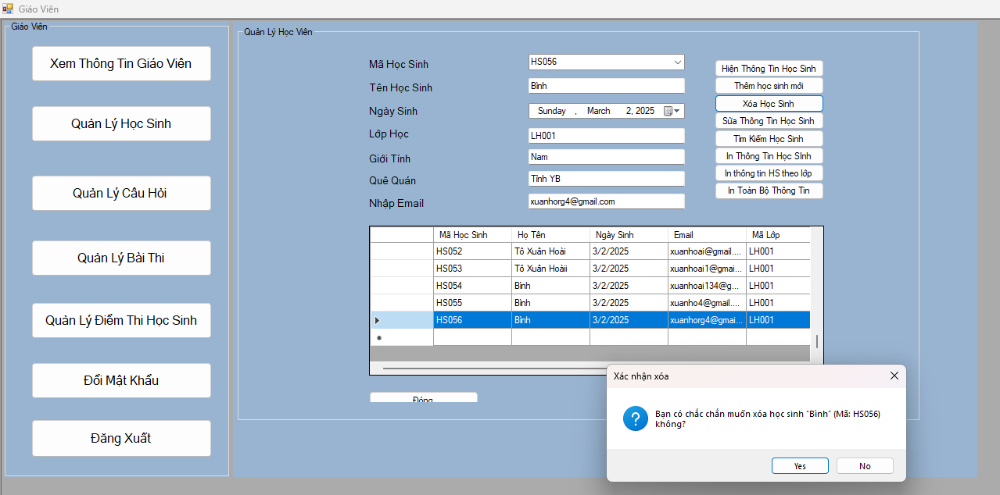 Giáo Viên
Giáo Viên
Xem Thông Tin Giáo Viên
Quản Lý Học Sinh
Quản Lý Câu Hỏi
Quản Lý Bài Thi
Quản Lý Điểm Thi Học Sinh
Đổi Mật Khẩu
Đăng Xuất
Quản Lý Học Viên
Mã Học Sinh HS056
Tên Học Sinh Bình
Ngày Sinh Sunday , March 2, 2025
Lớp Học LH001
Giới Tính Nam
Quê Quán Tỉnh YB
Nhập Email xuanhorg4@gmail.com
Hiện Thông Tin Học Sinh
Thêm học sinh mới
Xóa Học Sinh
Sửa Thông Tin Học Sinh
Tìm Kiếm Học Sinh
In Thông Tin Học SInh
In thông tin HS theo lớp
In Toàn Bộ Thông Tin
Mã Học Sinh Họ Tên Ngày Sinh Email Mã Lớp
HS052 Tô Xuân Hoài 3/2/2025 xuanhoai@gmail.... LH001
HS053 Tô Xuân Hoàii 3/2/2025 xuanhoai1@gmai... LH001
HS054 Bình 3/2/2025 xuanhoai134@g... LH001
HS055 Bình 3/2/2025 xuanho4@gmail.... LH001
HS056 Bình 3/2/2025 xuanhorg4@gmai... LH001
Đóng
Xác nhận xóa
Bạn có chắc chắn muốn xóa học sinh "Bình" (Mã: HS056)
không?
Yes No